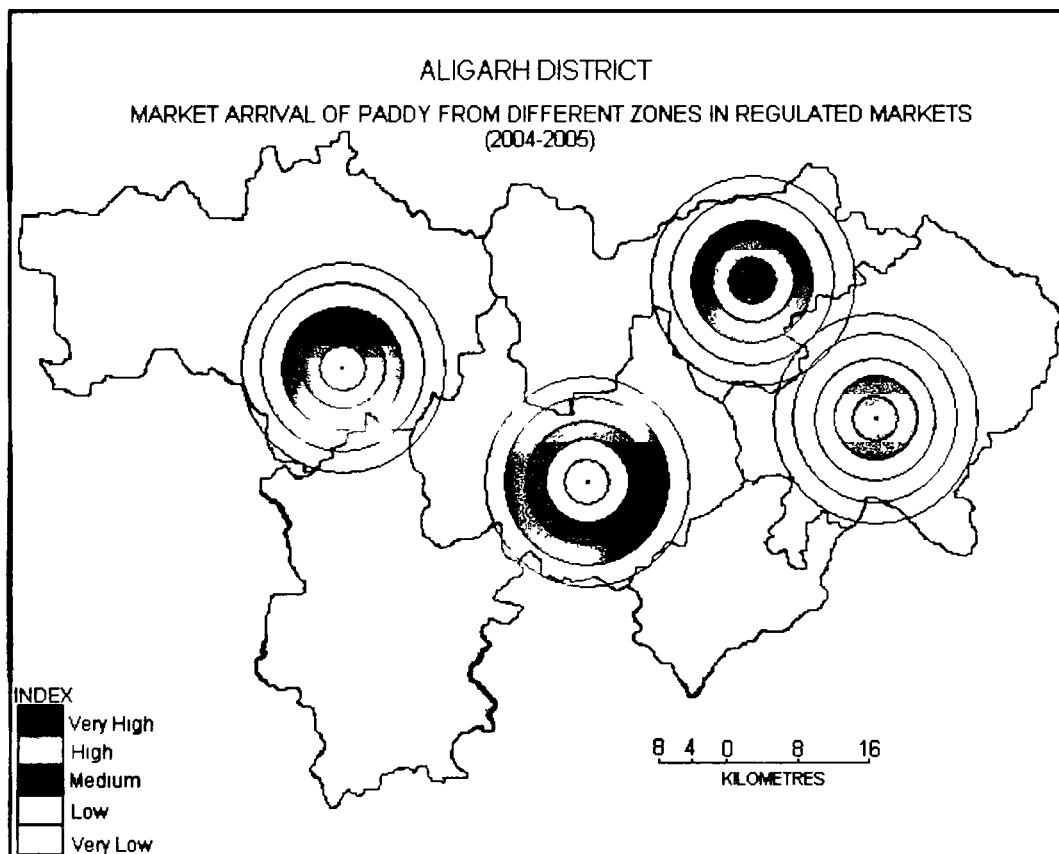 ALIGARH DISTRICT
MARKET ARRIVAL OF PADDY FROM DIFFERENT ZONES IN REGULATED MARKETS
(2004-2005)
INDEX
Very High
High
Medium
Low
Very Low
8 4 0 8 16
KILOMETRES